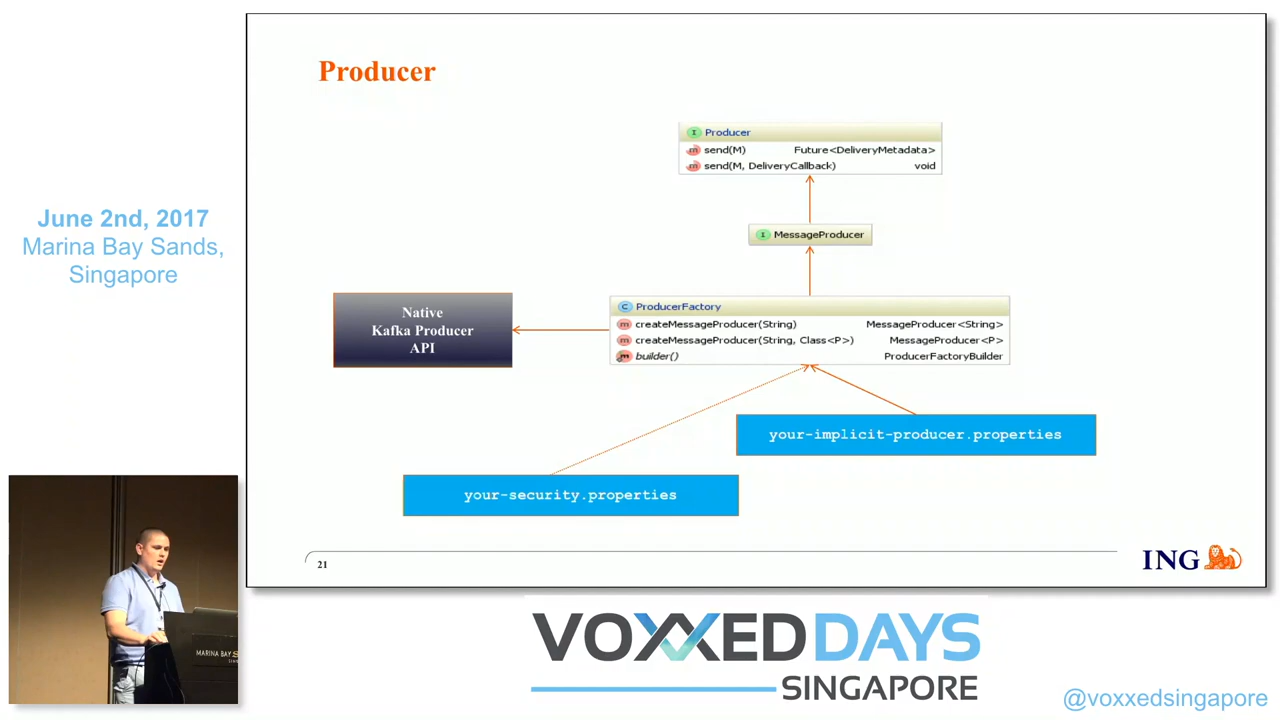 Producer
I Producer
m send(M) Future<DeliveryMetadata>
m send(M, DeliveryCallback) void
I MessageProducer
C ProducerFactory
m createMessageProducer(String) MessageProducer<String>
m createMessageProducer(String, Class<P>) MessageProducer<P>
m builder() ProducerFactoryBuilder
Native
Kafka Producer
API
your-implicit-producer.properties
your-security.properties
21
ING
June 2nd, 2017
Marina Bay Sands,
Singapore
MARINA BAY
VOXXED DAYS
SINGAPORE
@voxxedsingapore